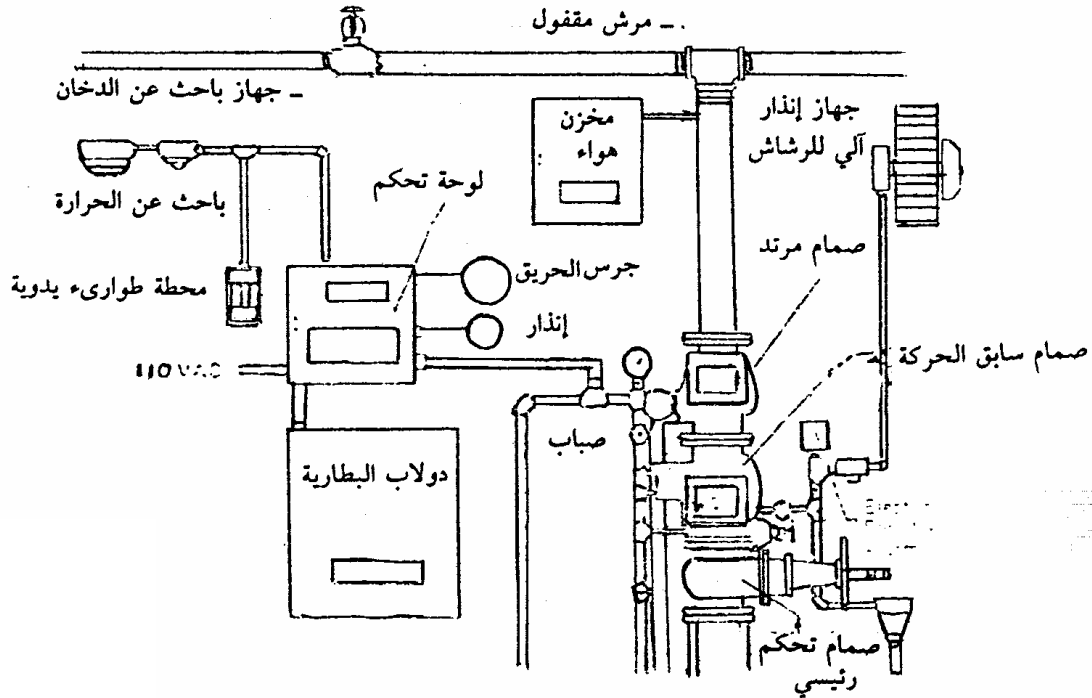 ـ مرش مقفول
ـ جهاز باحث عن الدخان
جهاز إنذار
آلي للرشاش
مخزن
هواء
لوحة تحكم
باحث عن الحرارة
صمام مرتد
جرس الحريق
محطة طوارىء يدوية
إنذار
صمام سابق الحركة
110 VAC
صباب
دولاب البطارية
صمام تحكم
رئيسي